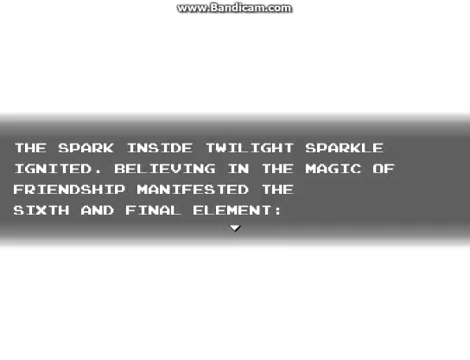 www.Bandicam.com
THE SPARK INSIDE TWILIGHT SPARKLE
IGNITED. BELIEVING IN THE MAGIC OF
FRIENDSHIP MANIFESTED THE
SIXTH AND FINAL ELEMENT: